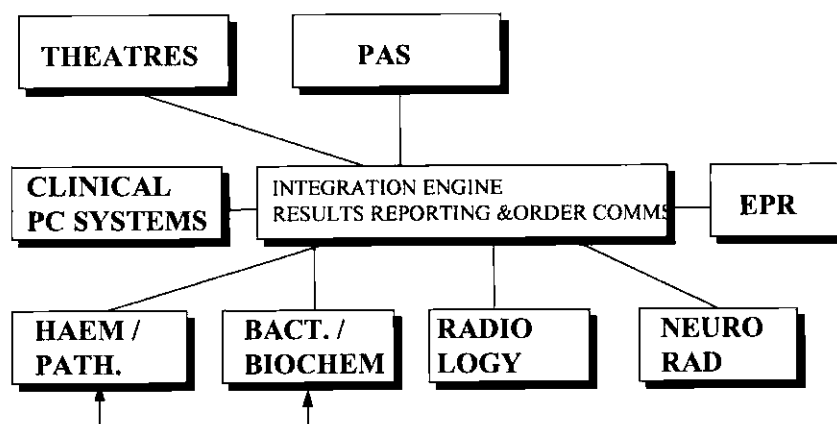 THEATRES
PAS
CLINICAL
PC SYSTEMS
INTEGRATION ENGINE
RESULTS REPORTING &ORDER COMMS
EPR
HAEM /
PATH.
BACT. /
BIOCHEM
RADIO
LOGY
NEURO
RAD